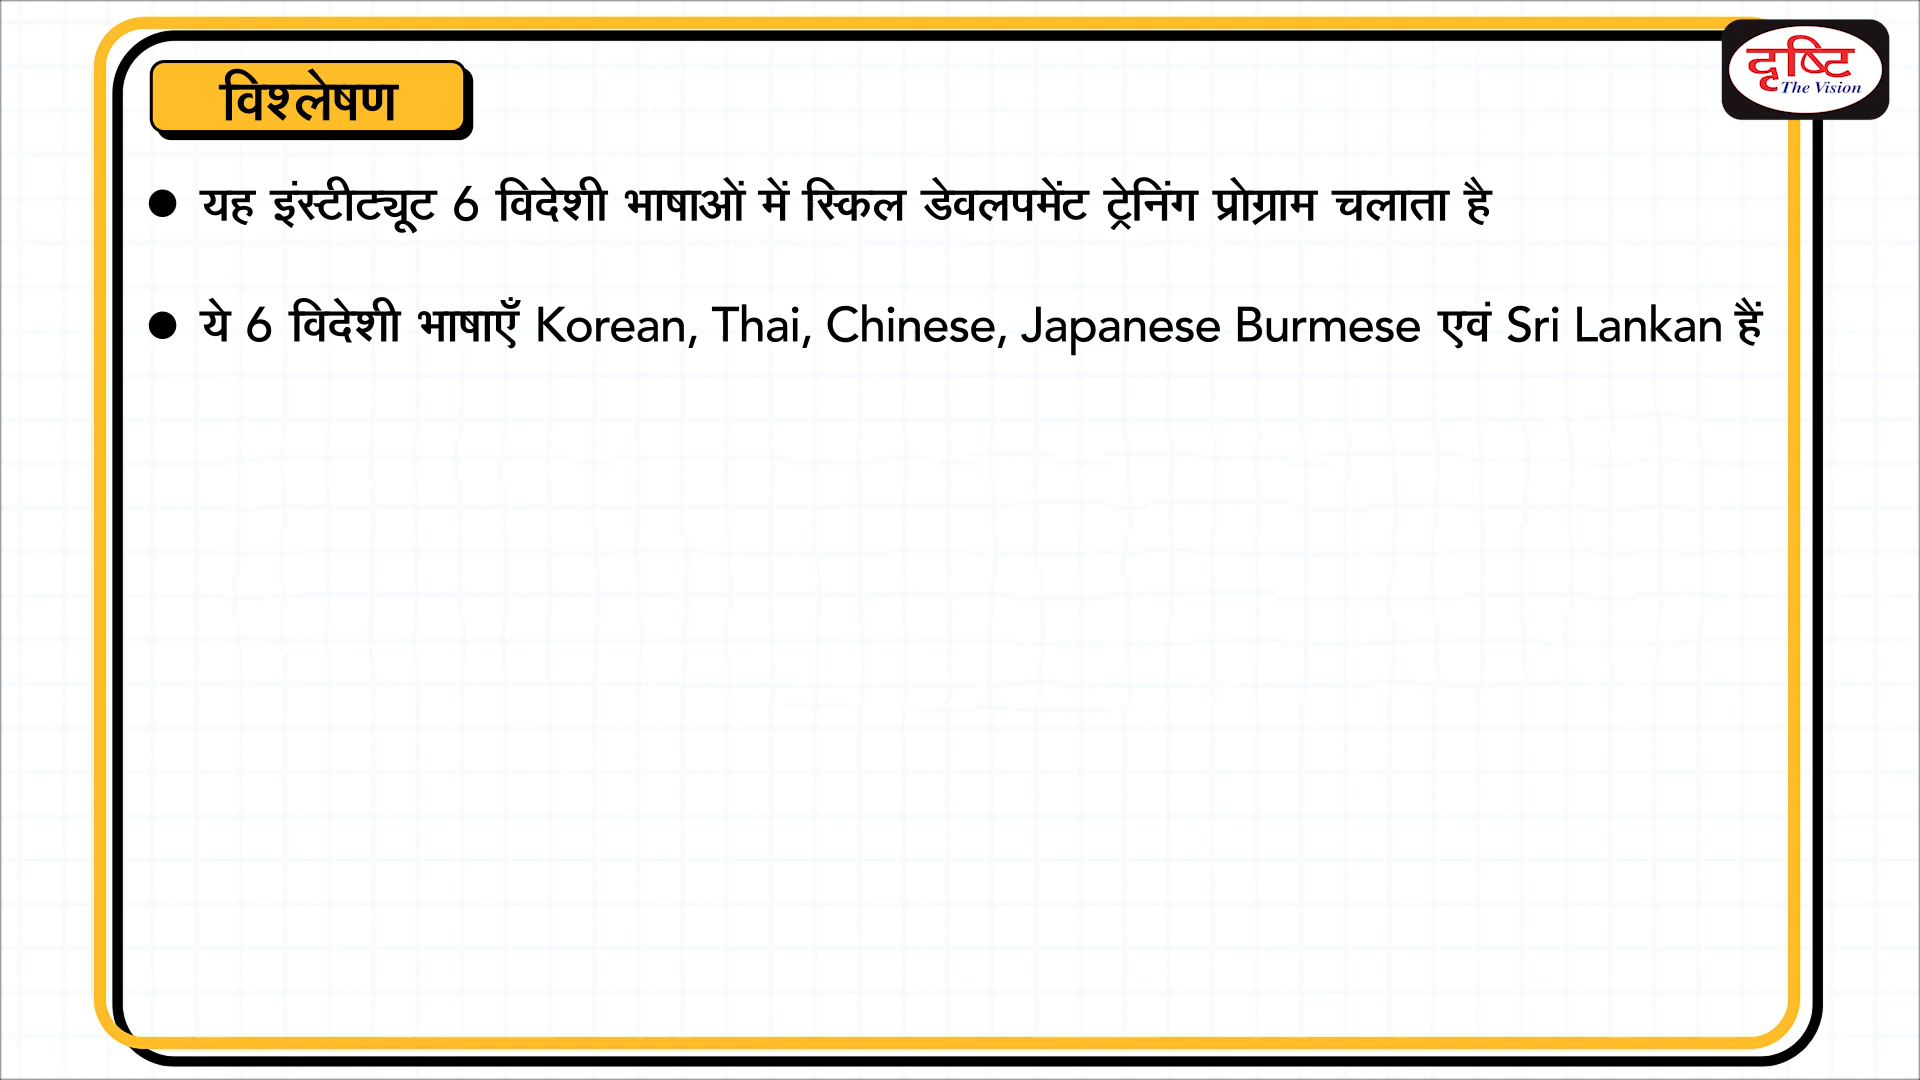 विश्लेषण
दृष्टि
The Vision
● यह इंस्टीट्यूट 6 विदेशी भाषाओं में स्किल डेवलपमेंट ट्रेनिंग प्रोग्राम चलाता है
● ये 6 विदेशी भाषाएँ Korean, Thai, Chinese, Japanese Burmese एवं Sri Lankan हैं